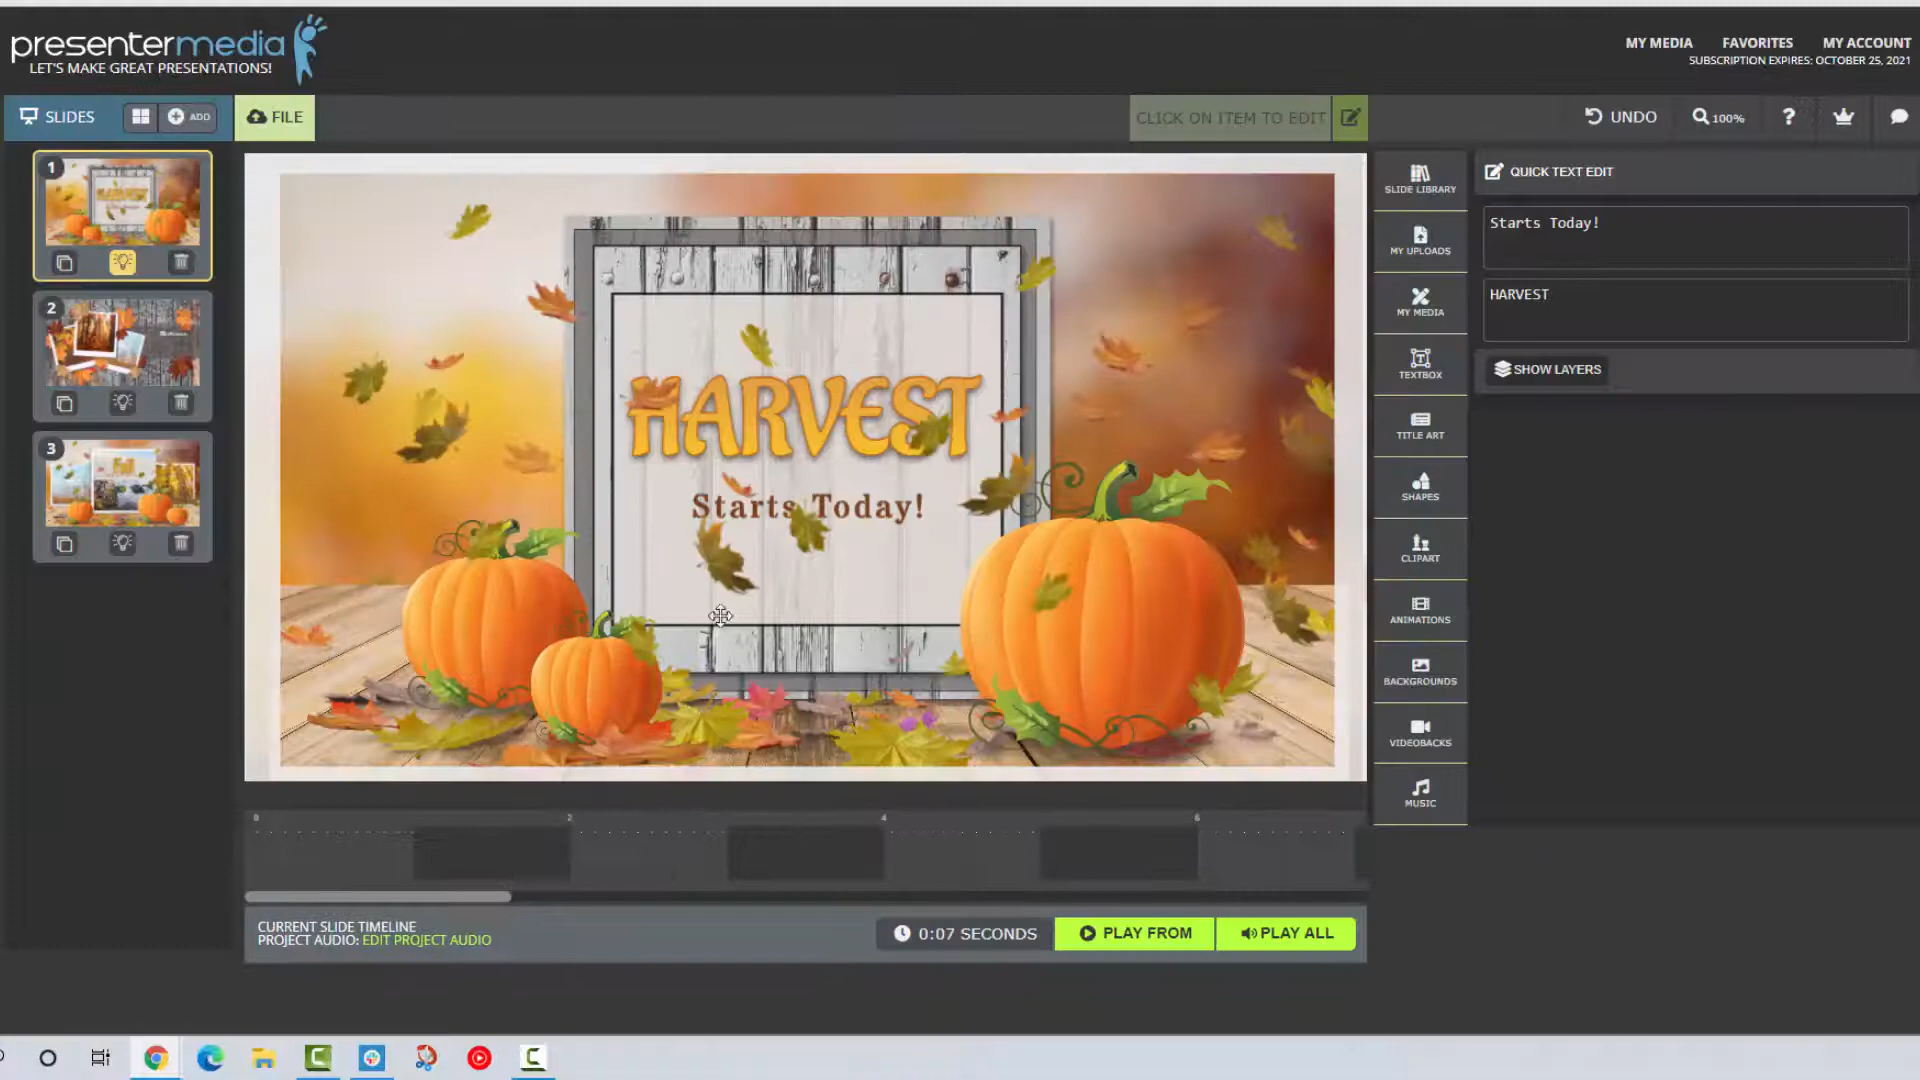 presentermedia
LET'S MAKE GREAT PRESENTATIONS!
MY MEDIA FAVORITES MY ACCOUNT
SUBSCRIPTION EXPIRES: OCTOBER 25, 2021
SLIDES ADD FILE CLICK ON ITEM TO EDIT UNDO 100% ?
1
2
3
HARVEST
Starts Today!
SLIDE LIBRARY
MY UPLOADS
MY MEDIA
TEXTBOX
TITLE ART
SHAPES
CLIPART
ANIMATIONS
BACKGROUNDS
VIDEOBACKS
MUSIC
QUICK TEXT EDIT
Starts Today!
HARVEST
SHOW LAYERS
0 2 4 6
CURRENT SLIDE TIMELINE
PROJECT AUDIO: EDIT PROJECT AUDIO
0:07 SECONDS PLAY FROM PLAY ALL